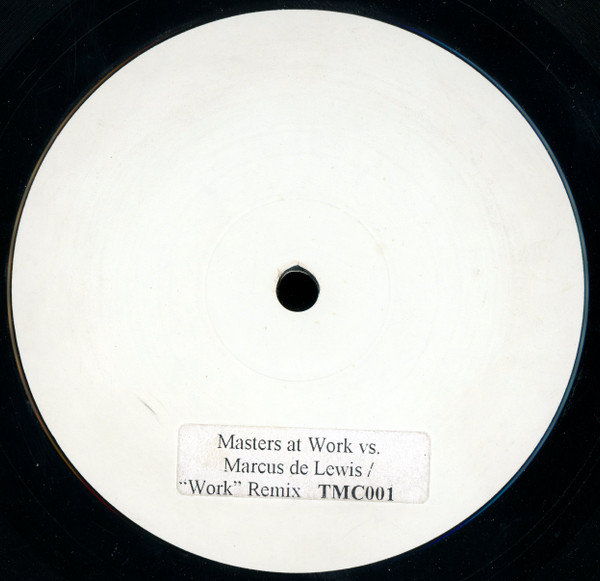 Masters at Work vs.
Marcus de Lewis /
“Work” Remix TMC001